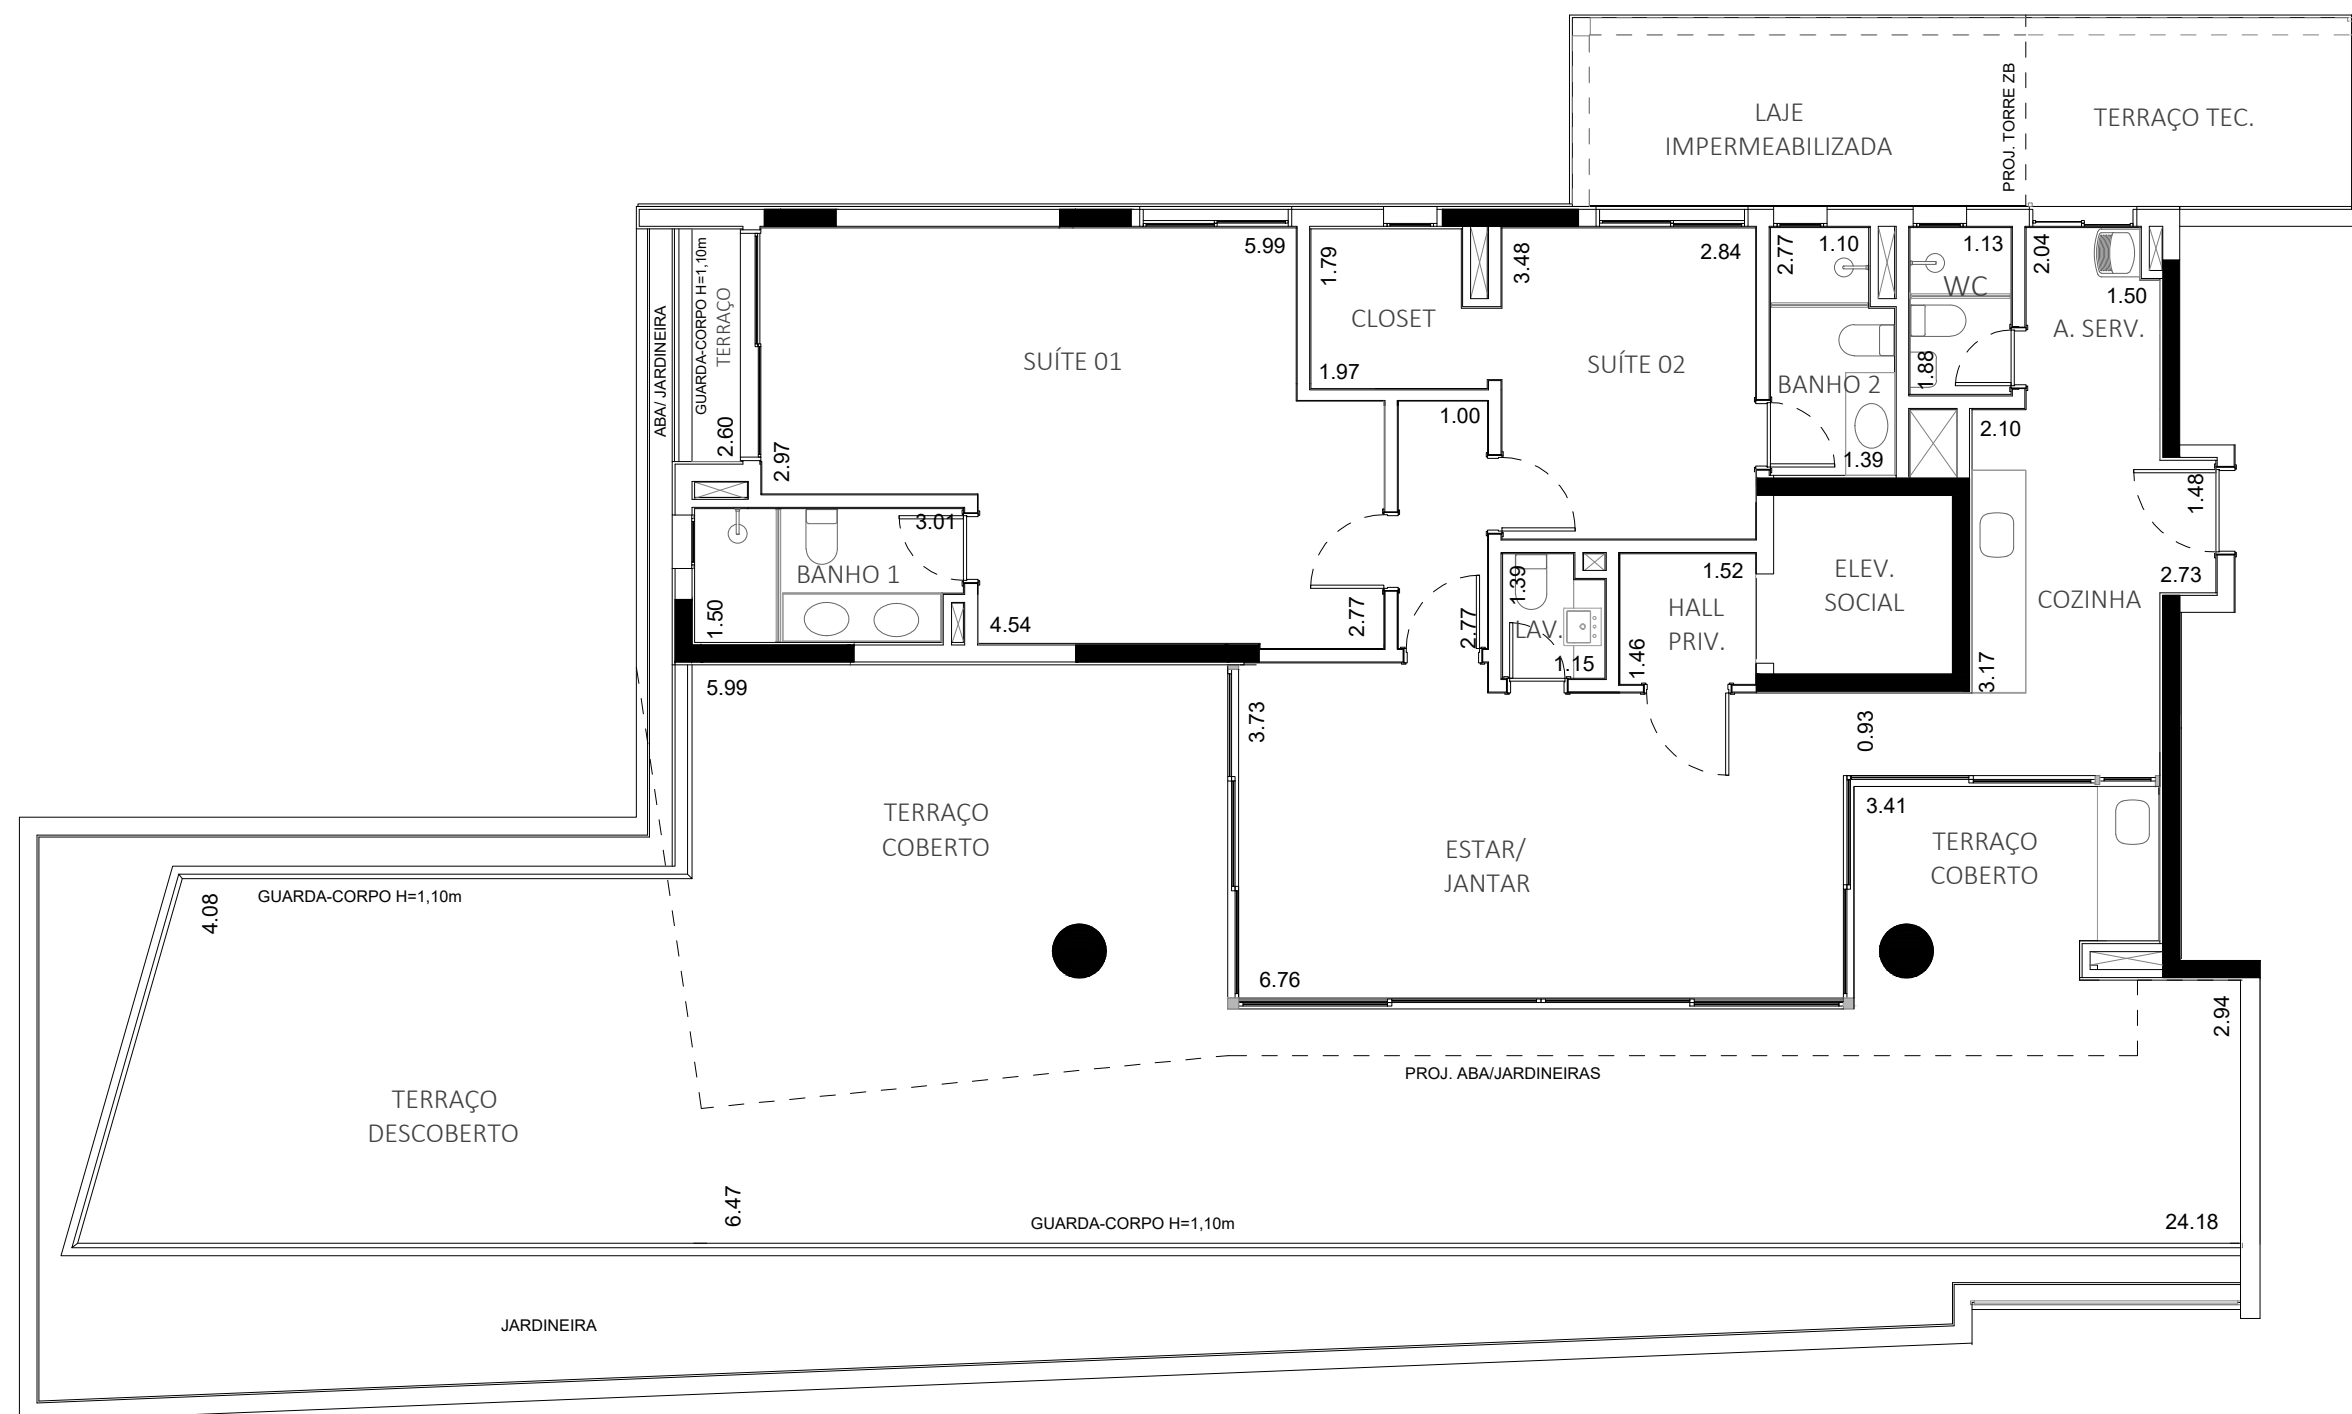 LAJE
IMPERMEABILIZADA
PROJ. TORRE ZB
TERRAÇO TEC.
ABA/ JARDINEIRA
GUARDA-CORPO H=1,10m
TERRAÇO
2.60
2.97
5.99
SUÍTE 01
1.79
CLOSET
1.97
3.48
2.84
SUÍTE 02
1.00
2.77
1.10
BANHO 2
1.39
1.13
WC
1.88
2.04
1.50
A. SERV.
2.10
1.48
2.73
COZINHA
3.17
3.01
BANHO 1
1.50
4.54
2.77
2.77
1.39
LAV.
1.15
1.52
HALL
PRIV.
1.46
ELEV.
SOCIAL
0.93
5.99
3.73
TERRAÇO
COBERTO
ESTAR/
JANTAR
6.76
3.41
TERRAÇO
COBERTO
2.94
4.08
GUARDA-CORPO H=1,10m
PROJ. ABA/JARDINEIRAS
TERRAÇO
DESCOBERTO
6.47
GUARDA-CORPO H=1,10m
24.18
JARDINEIRA